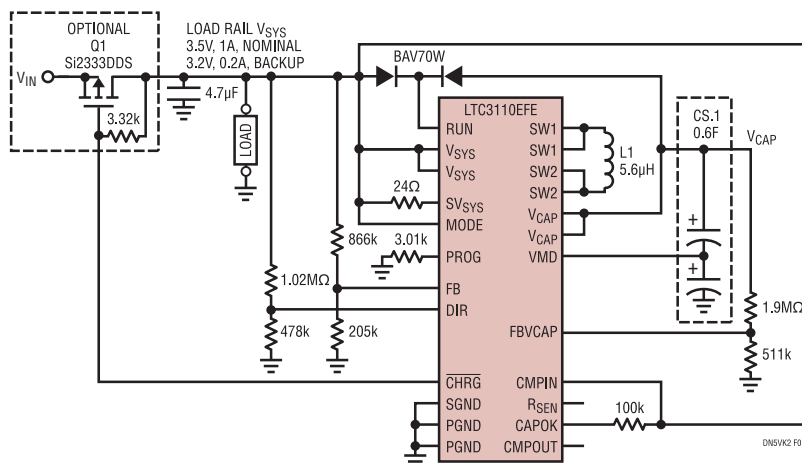 OPTIONAL
Q1
Si2333DDS
VIN
3.32k
LOAD RAIL VSYS
3.5V, 1A, NOMINAL
3.2V, 0.2A, BACKUP
4.7µF
LOAD
BAV70W
LTC3110EFE
RUN
VSYS
VSYS
SVSYS
MODE
PROG
FB
DIR
CHRG
SGND
PGND
PGND
SW1
SW1
SW2
SW2
VCAP
VCAP
VMD
FBVCAP
CMPIN
RSEN
CAPOK
CMPOUT
24Ω
866k
3.01k
1.02MΩ
478k
205k
L1
5.6µH
CS.1
0.6F
VCAP
+
+
1.9MΩ
511k
100k
DN5VK2 F0